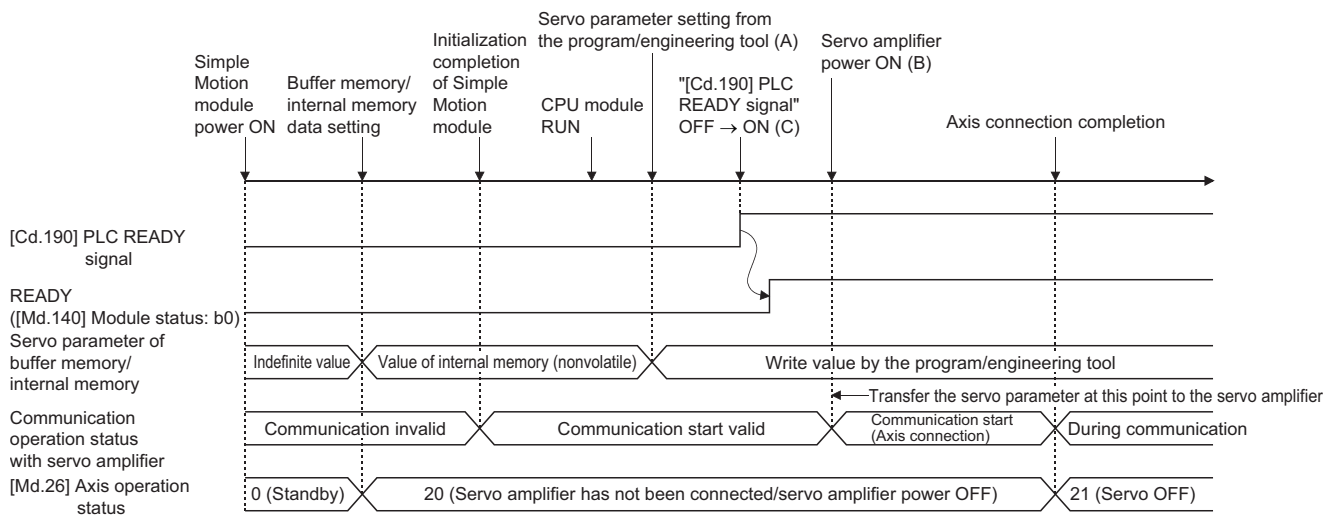 Servo parameter setting from
the program/engineering tool (A)
Initialization
completion
of Simple
Motion
module
Servo amplifier
power ON (B)
Simple
Motion
module
power ON
Buffer memory/
internal memory
data setting
CPU module
RUN
"[Cd.190] PLC
READY signal"
OFF → ON (C)
Axis connection completion
[Cd.190] PLC READY
signal
READY
([Md.140] Module status: b0)
Servo parameter of
buffer memory/
internal memory
Indefinite value
Value of internal memory (nonvolatile)
Write value by the program/engineering tool
Transfer the servo parameter at this point to the servo amplifier
Communication
operation status
with servo amplifier
Communication invalid
Communication start valid
Communication start
(Axis connection)
During communication
[Md.26] Axis operation
status
0 (Standby)
20 (Servo amplifier has not been connected/servo amplifier power OFF)
21 (Servo OFF)